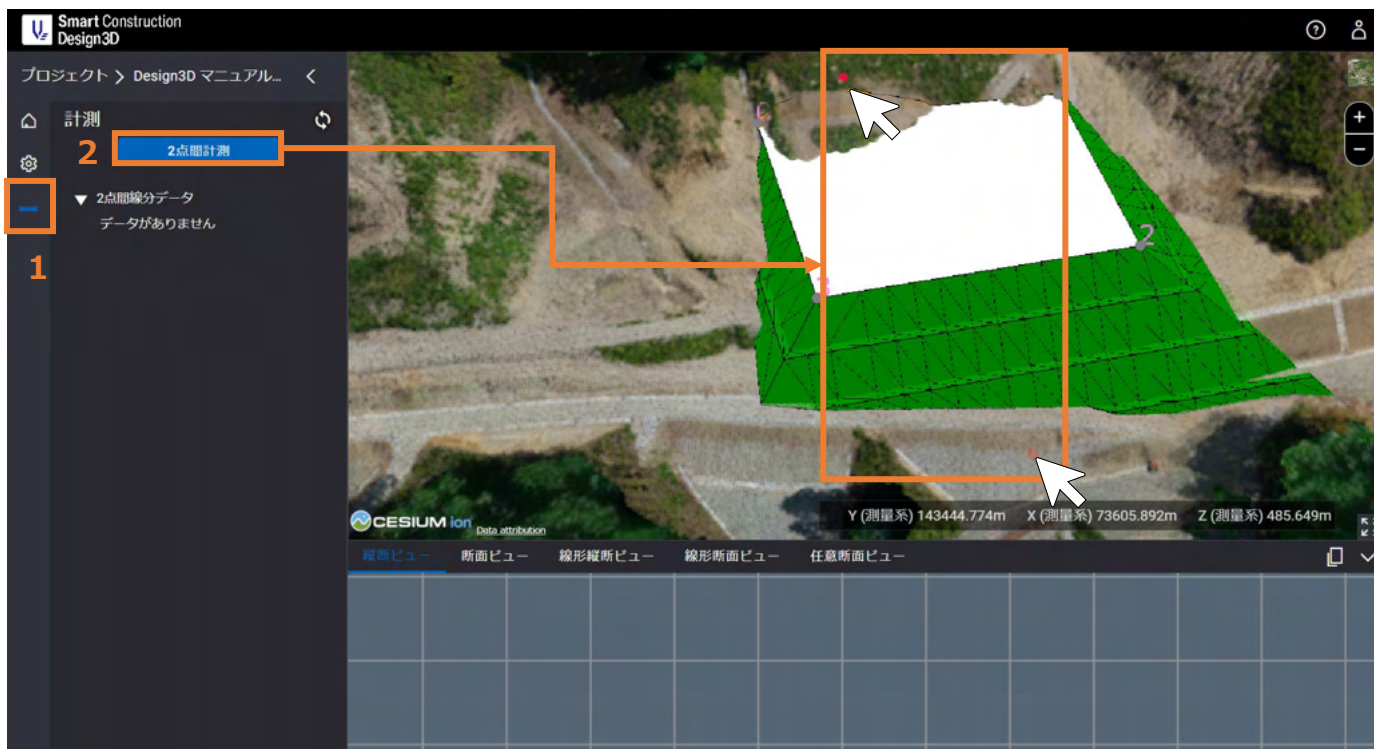 Smart Construction
Design3D
プロジェクト > Design3D マニュアル...
計測
2
2点間計測
▼ 2点間線分データ
データがありません
1
2
3
CESIUM ion Data attribution
Y (測量系) 143444.774m X (測量系) 73605.892m Z (測量系) 485.649m
縦断ビュー 断面ビュー 線形縦断ビュー 線形断面ビュー 任意断面ビュー